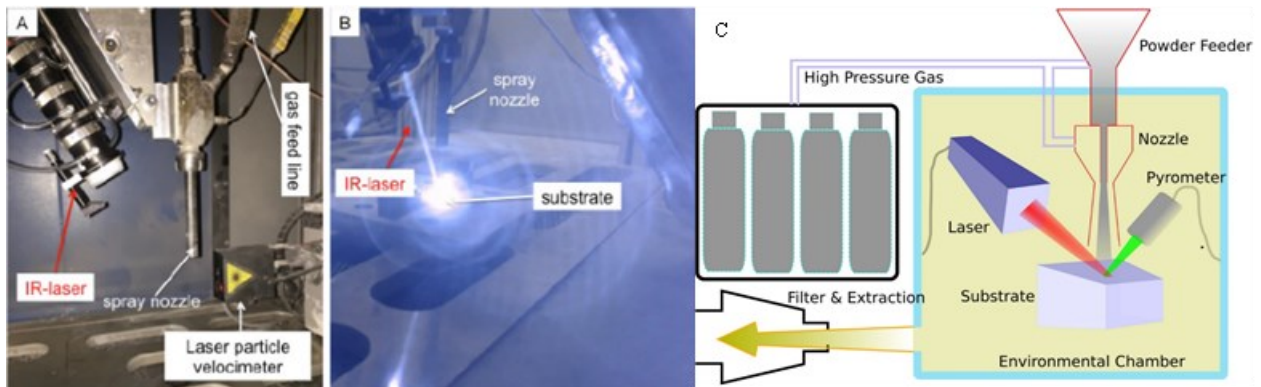 A
IR-laser
spray nozzle
gas feed line
Laser particle
velocimeter
B
spray
nozzle
IR-laser
substrate
C
Powder Feeder
High Pressure Gas
Nozzle
Pyrometer
Laser
Substrate
Filter & Extraction
Environmental Chamber